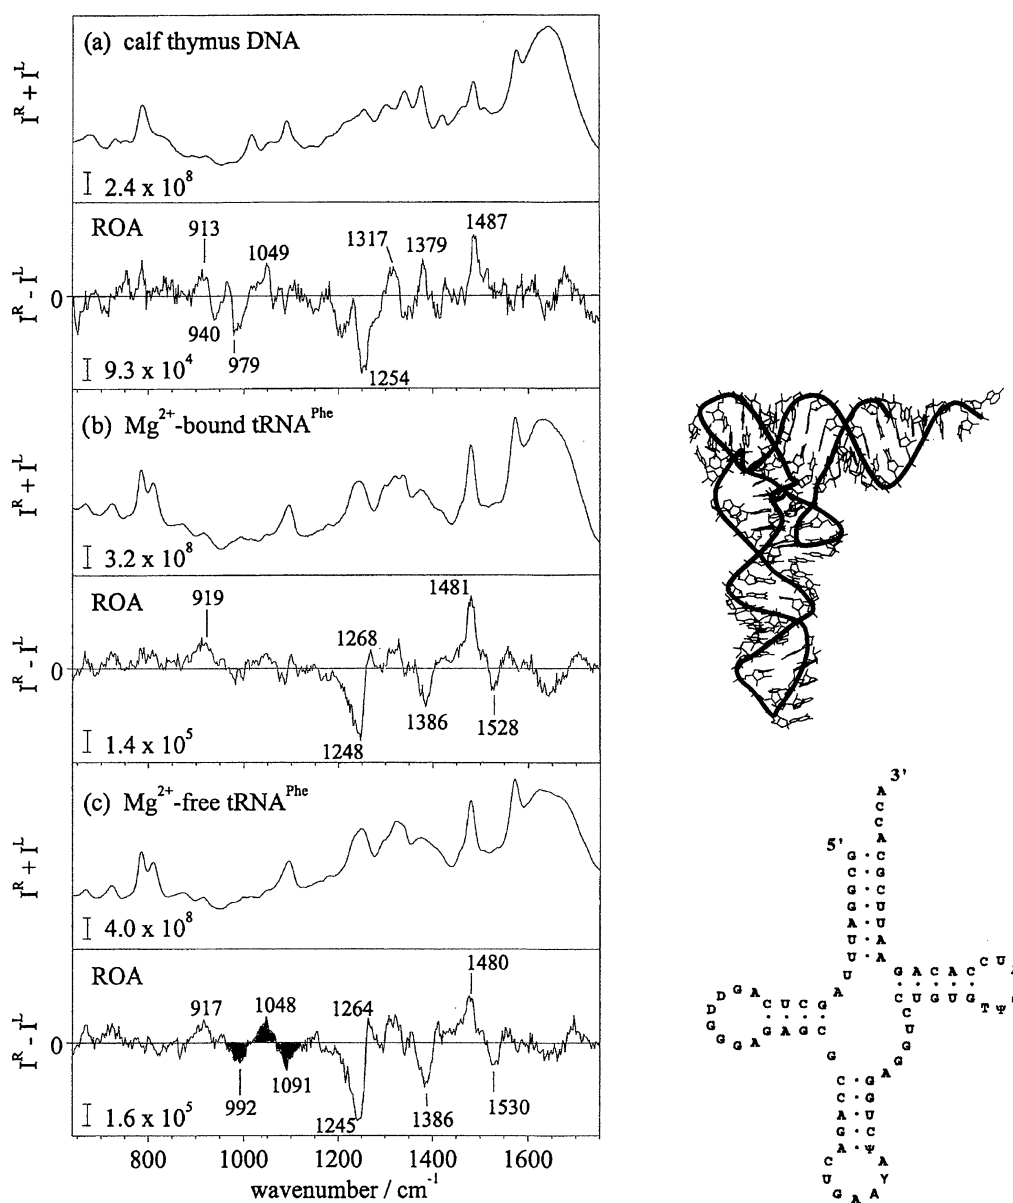 (a) calf thymus DNA
I^R + I^L
2.4 x 10^8
ROA
913
1049
1317
1379
1487
I^R - I^L
0
940
979
1254
9.3 x 10^4
(b) Mg^2+-bound tRNA^Phe
I^R + I^L
3.2 x 10^8
ROA
919
1268
1481
I^R - I^L
0
1248
1386
1528
1.4 x 10^5
(c) Mg^2+-free tRNA^Phe
I^R + I^L
4.0 x 10^8
ROA
917
1048
1264
1480
I^R - I^L
0
992
1091
1245
1386
1530
1.6 x 10^5
800 1000 1200 1400 1600
wavenumber / cm^-1
3'
A
C
C
A
5'
G · C
C · G
G · C
G · U
A · U
U · A
U · A
U
A
G A C A C
C U
C U G U G
T Ψ
D D G A
C U C G
G A G C
G G G A
G
C · G
C · G
A · U
G · C
A · Ψ
C A
U Y
G A A
A
G
G
U
C